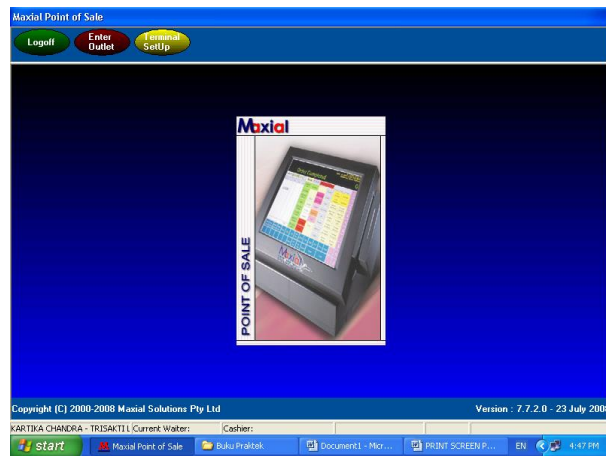 Maxial Point of Sale
Logoff
Enter Outlet
Terminal SetUp
Maxial
POINT OF SALE
Maxial
Copyright (C) 2000-2008 Maxial Solutions Pty Ltd
Version : 7.7.2.0 - 23 July 200
KARTIKA CHANDRA - TRISAKTI L Current Waiter: Cashier:
start Maxial Point of Sale Buku Praktek Document1 - Micr... PRINT SCREEN P... EN 4:47 PM